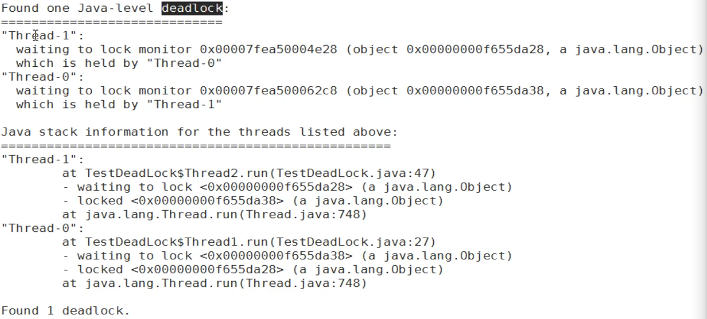 Found one Java-level deadlock:
=============================
"Thread-1":
  waiting to lock monitor 0x00007fea50004e28 (object 0x00000000f655da28, a java.lang.Object)
  which is held by "Thread-0"
"Thread-0":
  waiting to lock monitor 0x00007fea500062c8 (object 0x00000000f655da38, a java.lang.Object)
  which is held by "Thread-1"
Java stack information for the threads listed above:
===================================================
"Thread-1":
        at TestDeadLock$Thread2.run(TestDeadLock.java:47)
        - waiting to lock <0x00000000f655da28> (a java.lang.Object)
        - locked <0x00000000f655da38> (a java.lang.Object)
        at java.lang.Thread.run(Thread.java:748)
"Thread-0":
        at TestDeadLock$Thread1.run(TestDeadLock.java:27)
        - waiting to lock <0x00000000f655da38> (a java.lang.Object)
        - locked <0x00000000f655da28> (a java.lang.Object)
        at java.lang.Thread.run(Thread.java:748)
Found 1 deadlock.